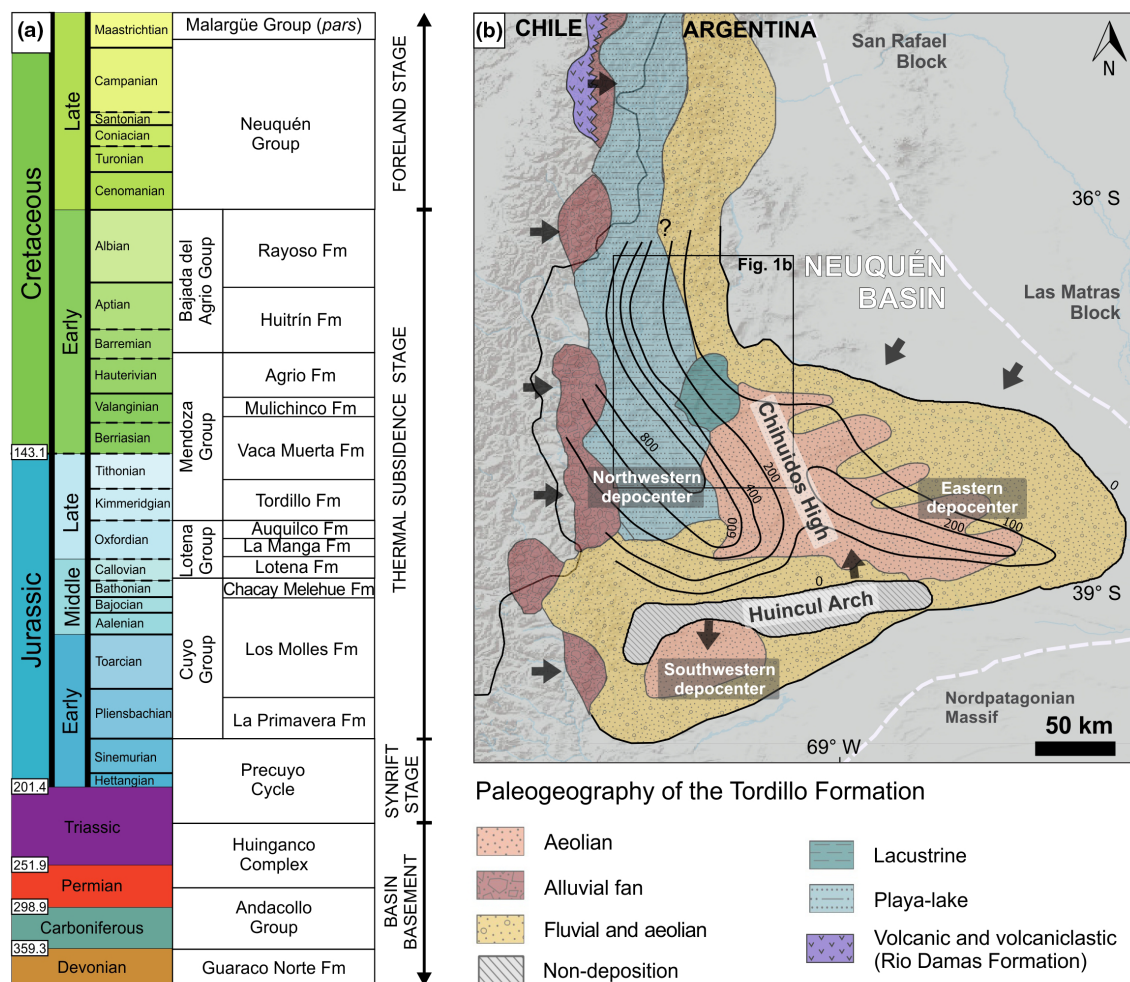 (a)
Cretaceous
Jurassic
Triassic
Permian
Carboniferous
Devonian
143.1
201.4
251.9
298.9
359.3
Late
Early
Late
Middle
Early
Maastrichtian
Campanian
Santonian
Coniacian
Turonian
Cenomanian
Albian
Aptian
Barremian
Hauterivian
Valanginian
Berriasian
Tithonian
Kimmeridgian
Oxfordian
Callovian
Bathonian
Bajocian
Aalenian
Toarcian
Pliensbachian
Sinemurian
Hettangian
Malargüe Group (pars)
Neuquén
Group
Bajada del
Agrio Goup
Rayoso Fm
Huitrín Fm
Mendoza
Group
Agrio Fm
Mulichinco Fm
Vaca Muerta Fm
Tordillo Fm
Lotena
Group
Auquilco Fm
La Manga Fm
Lotena Fm
Cuyo
Group
Chacay Melehue Fm
Los Molles Fm
La Primavera Fm
Precuyo
Cycle
Huinganco
Complex
Andacollo
Group
Guaraco Norte Fm
FORELAND STAGE
THERMAL SUBSIDENCE STAGE
SYNRIFT
STAGE
BASIN
BASEMENT
(b)
CHILE
ARGENTINA
San Rafael
Block
N
36° S
?
Fig. 1b
NEUQUÉN
BASIN
Las Matras
Block
Chihuidos High
800
200
400
600
Northwestern
depocenter
Eastern
depocenter
100
200
0
0
39° S
Huincul Arch
Southwestern
depocenter
Nordpatagonian
Massif
69° W
50 km
Paleogeography of the Tordillo Formation
Aeolian
Alluvial fan
Fluvial and aeolian
Non-deposition
Lacustrine
Playa-lake
Volcanic and volcaniclastic
(Rio Damas Formation)